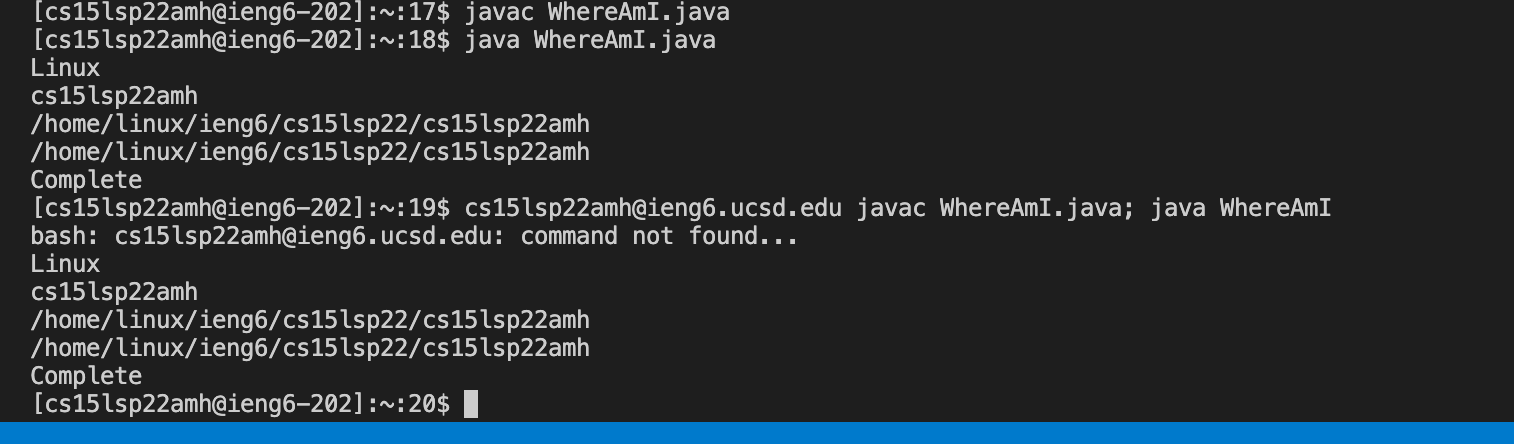 [cs15lsp22amh@ieng6-202]:~:17$ javac WhereAmI.java
[cs15lsp22amh@ieng6-202]:~:18$ java WhereAmI.java
Linux
cs15lsp22amh
/home/linux/ieng6/cs15lsp22/cs15lsp22amh
/home/linux/ieng6/cs15lsp22/cs15lsp22amh
Complete
[cs15lsp22amh@ieng6-202]:~:19$ cs15lsp22amh@ieng6.ucsd.edu javac WhereAmI.java; java WhereAmI
bash: cs15lsp22amh@ieng6.ucsd.edu: command not found...
Linux
cs15lsp22amh
/home/linux/ieng6/cs15lsp22/cs15lsp22amh
/home/linux/ieng6/cs15lsp22/cs15lsp22amh
Complete
[cs15lsp22amh@ieng6-202]:~:20$